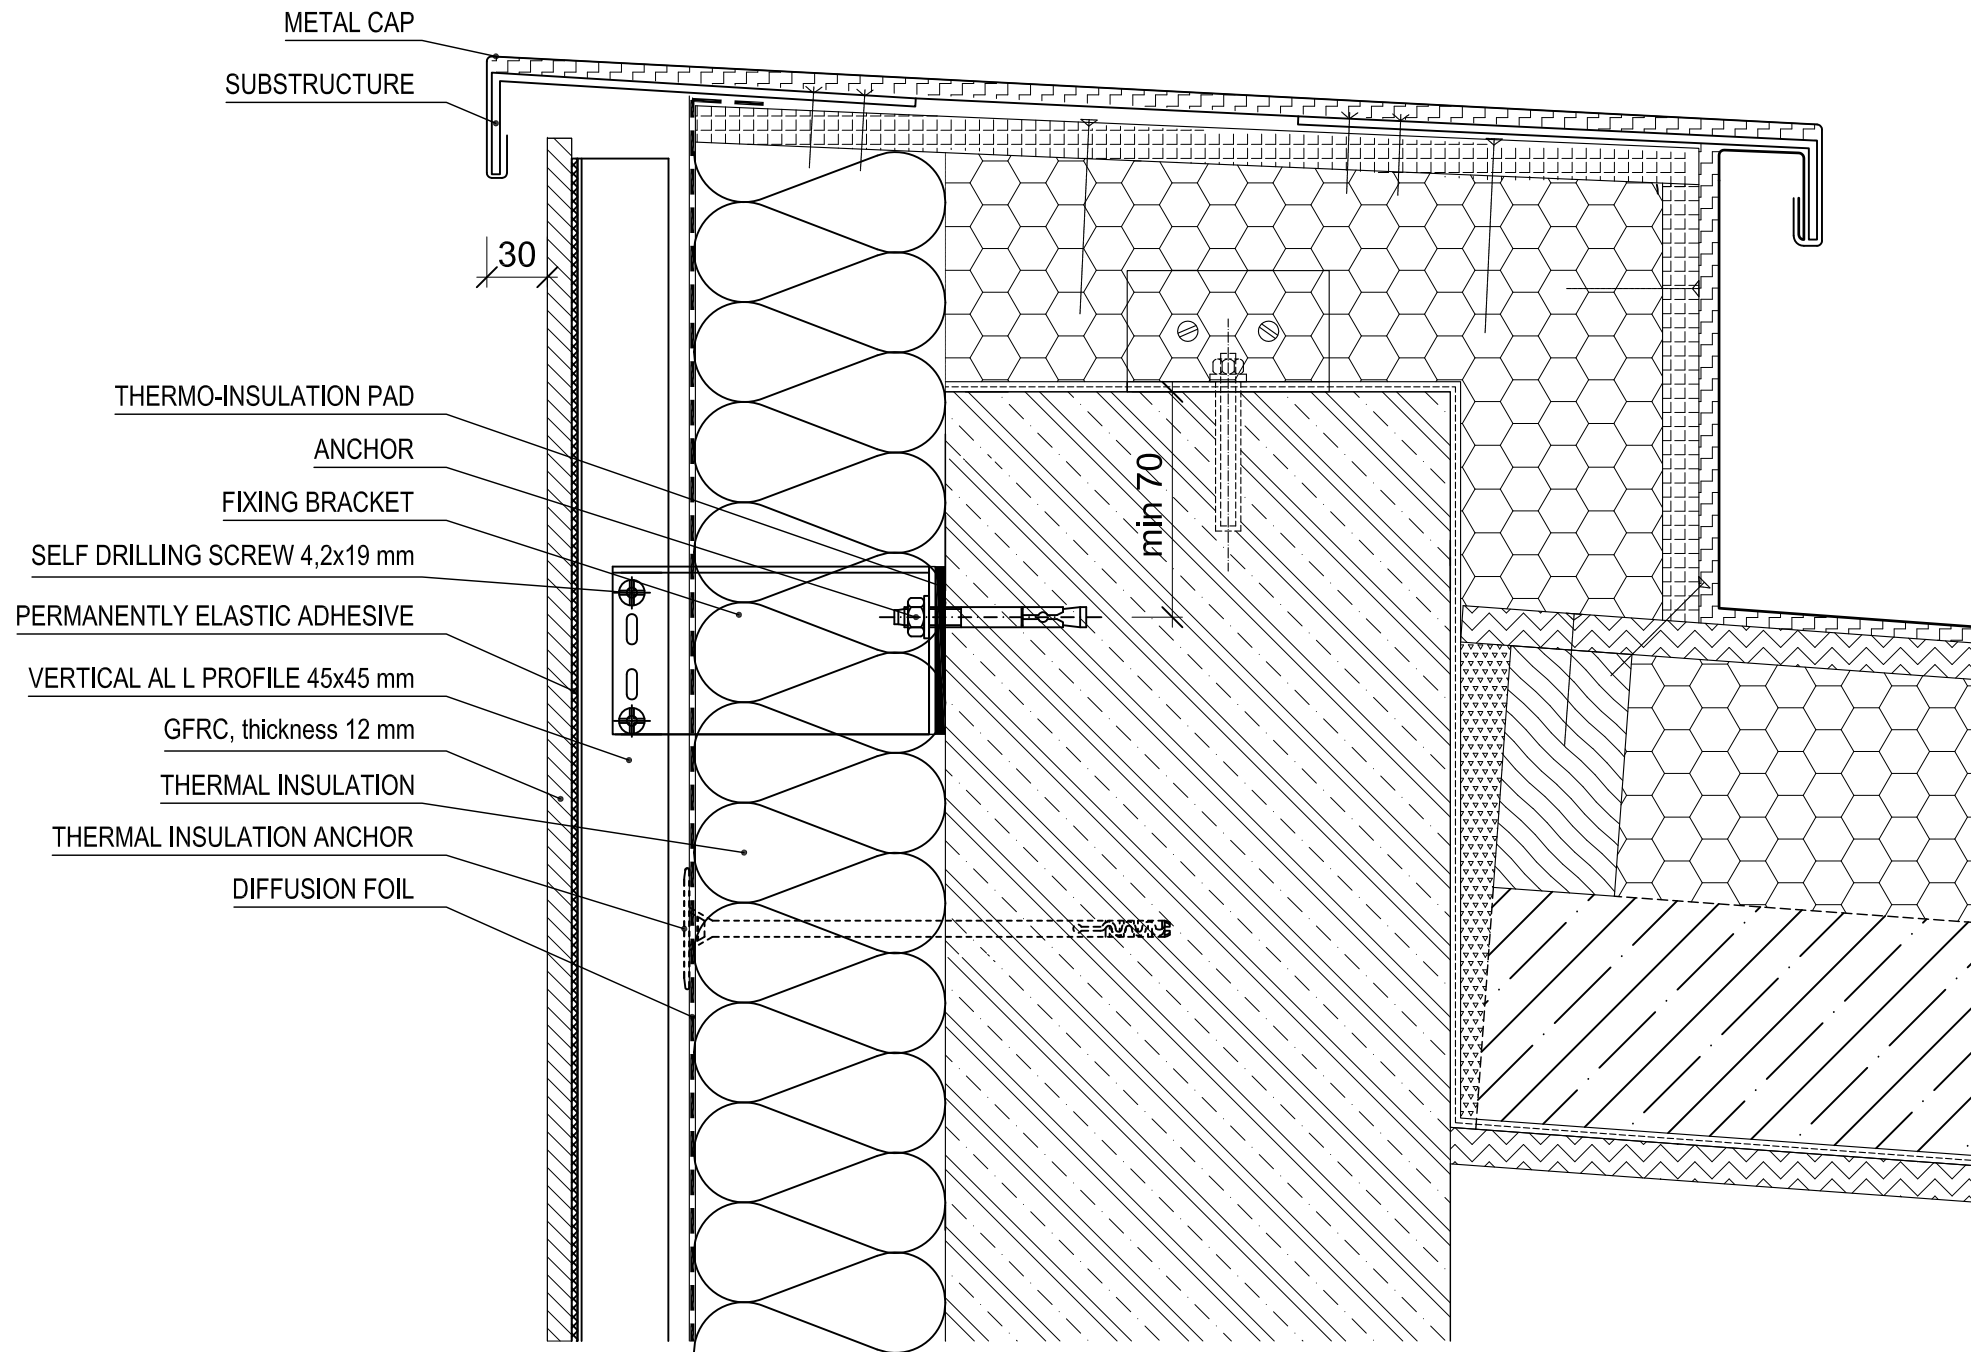 METAL CAP
SUBSTRUCTURE
30
THERMO-INSULATION PAD
ANCHOR
FIXING BRACKET
min 70
SELF DRILLING SCREW 4,2x19 mm
PERMANENTLY ELASTIC ADHESIVE
VERTICAL AL L PROFILE 45x45 mm
GFRC, thickness 12 mm
THERMAL INSULATION
THERMAL INSULATION ANCHOR
DIFFUSION FOIL